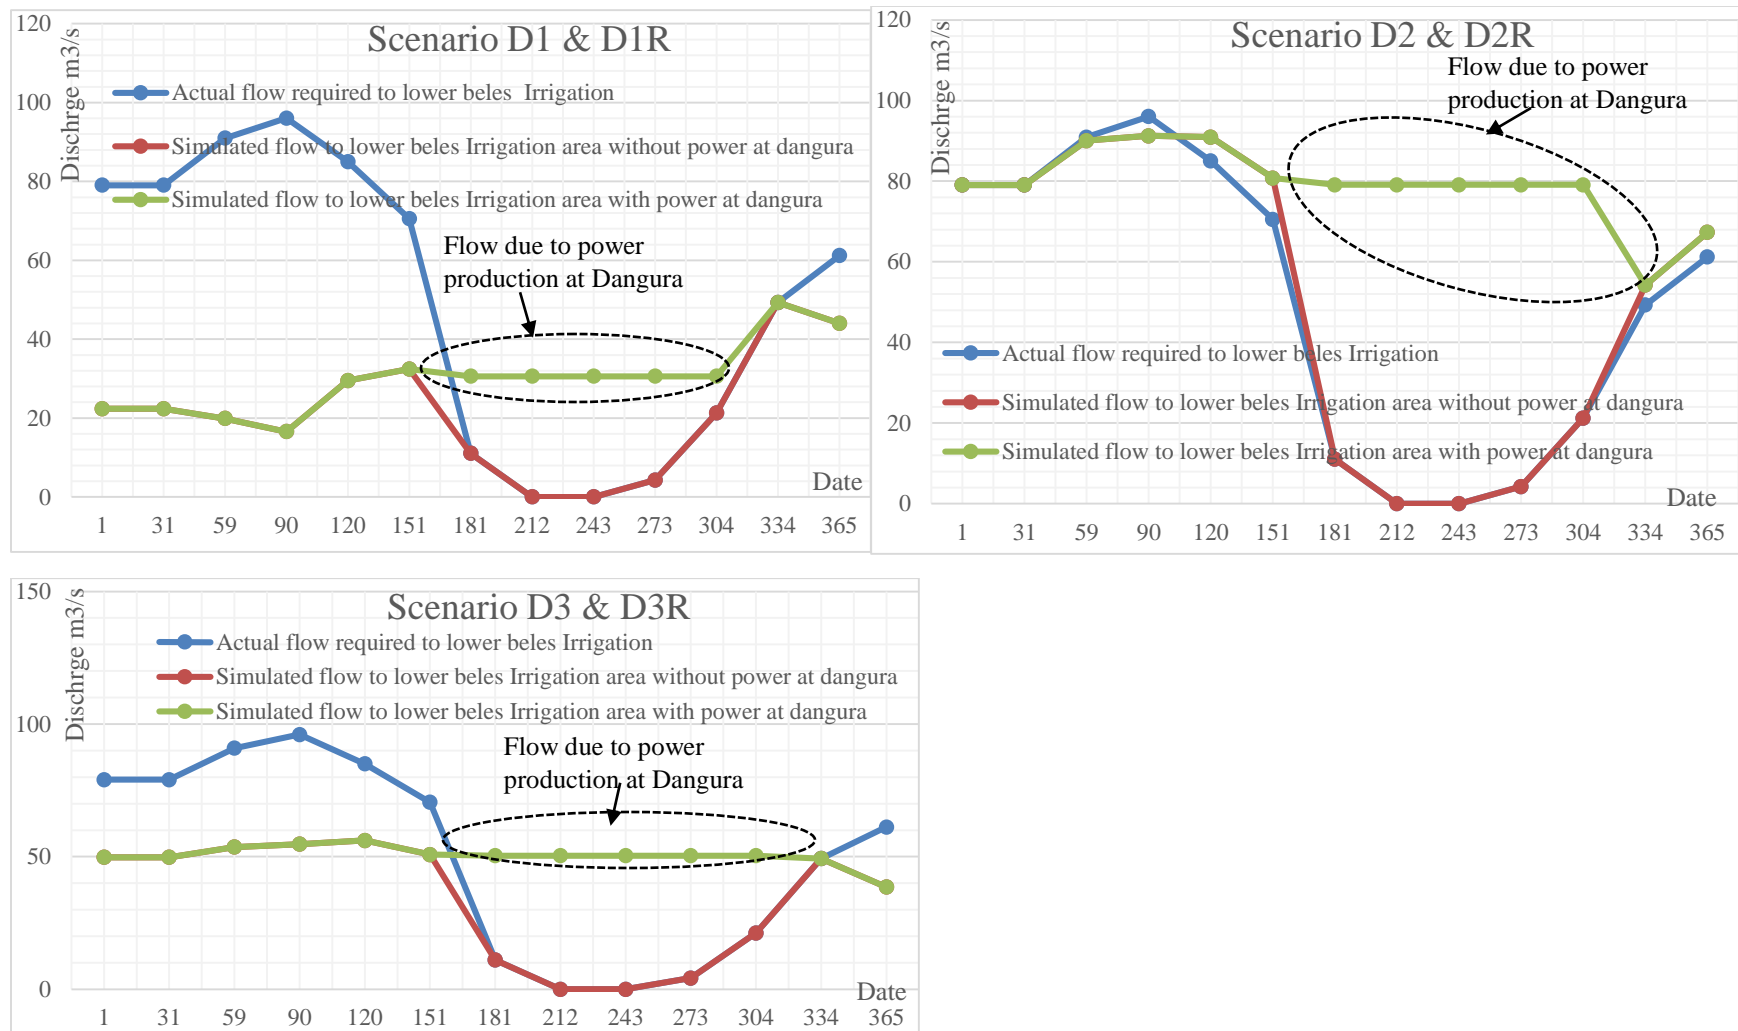 Scenario D1 & D1R
Dischrge m3/s
120
100
80
60
40
20
0
Actual flow required to lower beles Irrigation
Simulated flow to lower beles Irrigation area without power at dangura
Simulated flow to lower beles Irrigation area with power at dangura
Flow due to power
production at Dangura
Date
1 31 59 90 120 151 181 212 243 273 304 334 365
Scenario D2 & D2R
Dischrge m3/s
120
100
80
60
40
20
0
Flow due to power
production at Dangura
Actual flow required to lower beles Irrigation
Simulated flow to lower beles Irrigation area without power at dangura
Simulated flow to lower beles Irrigation area with power at dangura
Date
1 31 59 90 120 151 181 212 243 273 304 334 365
Scenario D3 & D3R
Dischrge m3/s
150
100
50
0
Actual flow required to lower beles Irrigation
Simulated flow to lower beles Irrigation area without power at dangura
Simulated flow to lower beles Irrigation area with power at dangura
Flow due to power
production at Dangura
Date
1 31 59 90 120 151 181 212 243 273 304 334 365